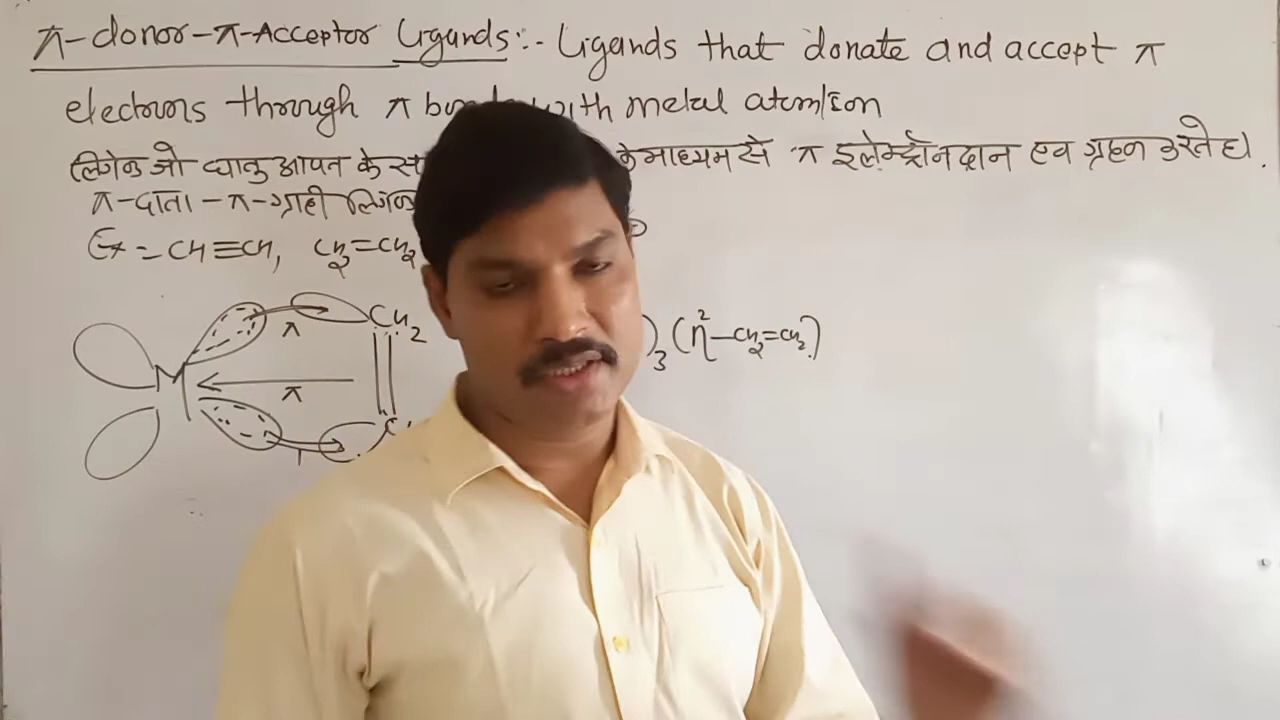 π-donor-π-Acceptor Ligands:- Ligands that donate and accept π
electrons through π with metal atom/ion
लिगेन्ड जो धातु आयन के के माध्यम से π इलेक्ट्रॉन दान एवं ग्रहण करते है.
π-दाता-π-ग्राही
Ex = CH≡CH, CH2=CH2
π CH2
)3 (η²-CH2=CH2)
M π